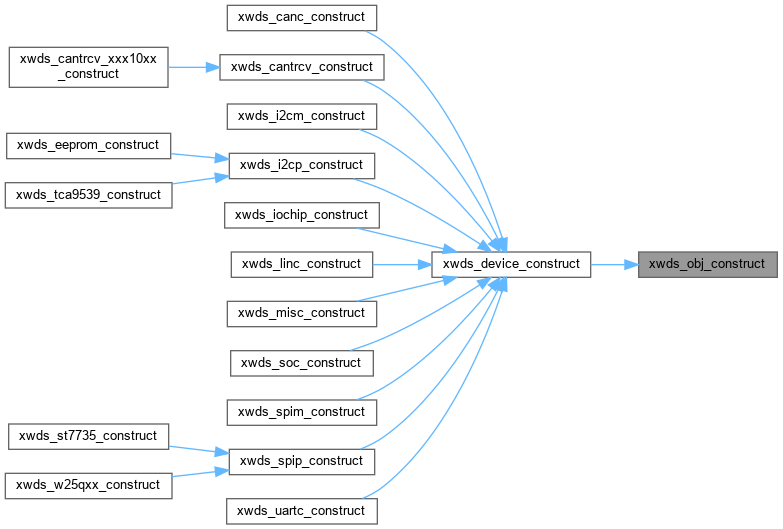 xwds_canc_construct
xwds_cantrcv_xxx10xx
_construct
xwds_cantrcv_construct
xwds_i2cm_construct
xwds_eeprom_construct
xwds_i2cp_construct
xwds_tca9539_construct
xwds_iochip_construct
xwds_linc_construct
xwds_device_construct
xwds_obj_construct
xwds_misc_construct
xwds_soc_construct
xwds_spim_construct
xwds_st7735_construct
xwds_spip_construct
xwds_w25qxx_construct
xwds_uartc_construct